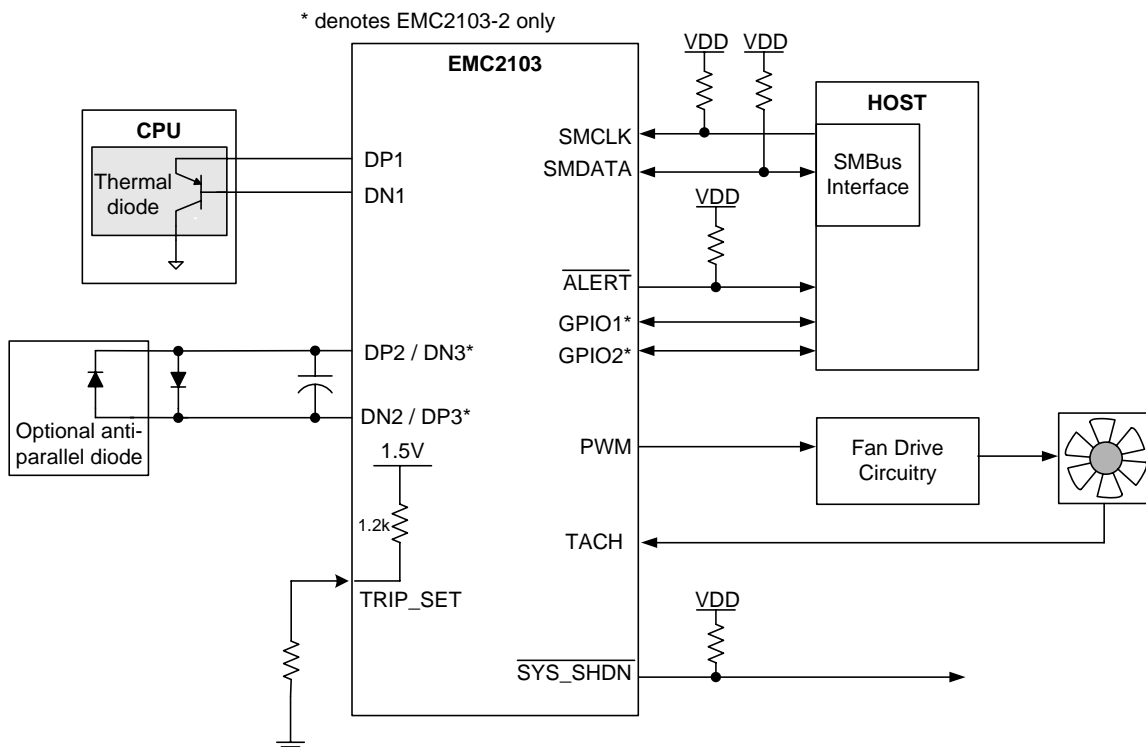 * denotes EMC2103-2 only
EMC2103
CPU
Thermal
diode
DP1
DN1
DP2 / DN3*
DN2 / DP3*
Optional anti-
parallel diode
1.5V
1.2k
TRIP_SET
SMCLK
SMDATA
ALERT
GPIO1*
GPIO2*
PWM
TACH
SYS_SHDN
VDD
VDD
VDD
VDD
HOST
SMBus
Interface
Fan Drive
Circuitry